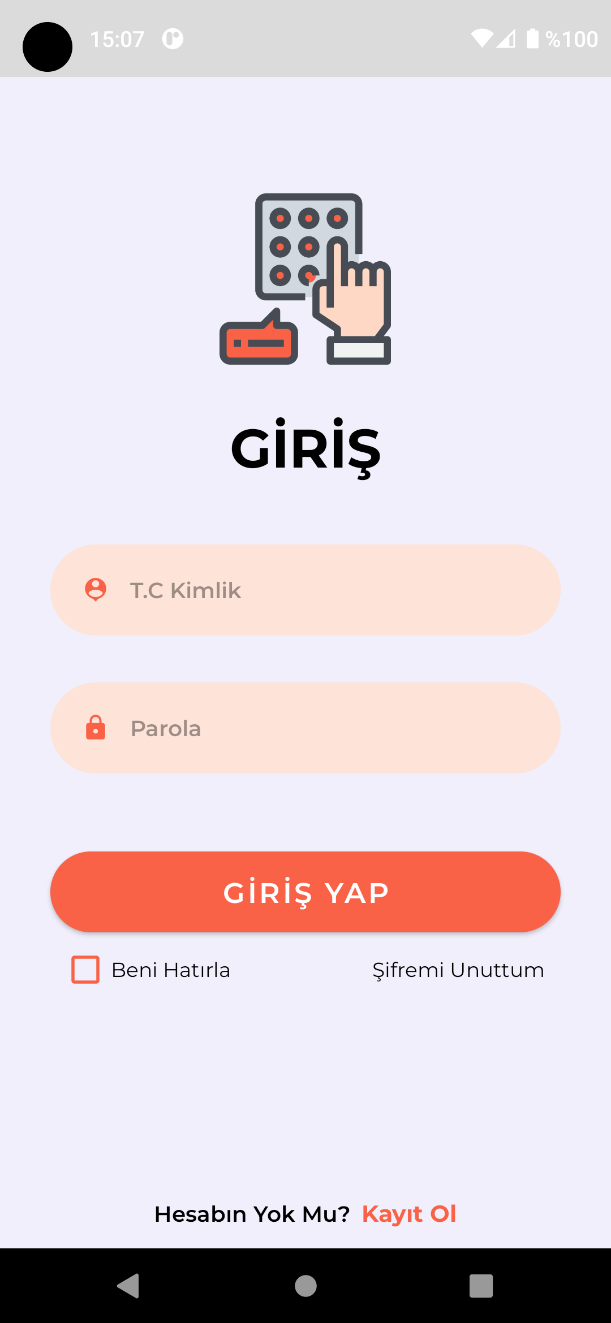 15:07 %100
GİRİŞ
T.C Kimlik
Parola
GİRİŞ YAP
Beni Hatırla Şifremi Unuttum
Hesabın Yok Mu? Kayıt Ol